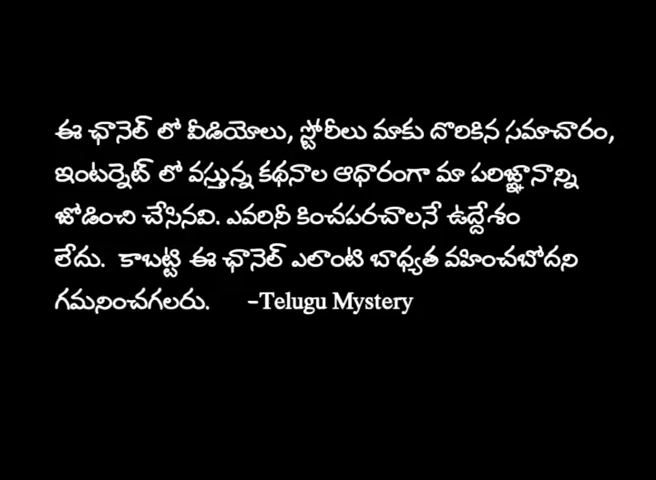 ఈ ఛానెల్ లో వీడియోలు, స్టోరీలు మాకు దొరికిన సమాచారం,
ఇంటర్నెట్ లో వస్తున్న కథనాల ఆధారంగా మా పరిజ్ఞానాన్ని
జోడించి చేసినవి. ఎవరినీ కించపరచాలనే ఉద్దేశం
లేదు. కాబట్టి ఈ ఛానెల్ ఎలాంటి బాధ్యత వహించబోదని
గమనించగలరు. -Telugu Mystery